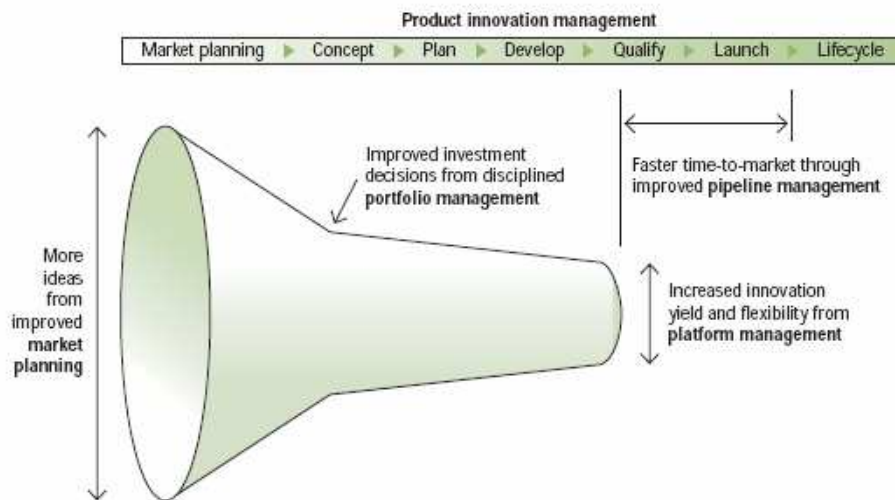 Product innovation management
Market planning Concept Plan Develop Qualify Launch Lifecycle
Improved investment
decisions from disciplined
portfolio management
Faster time-to-market through
improved pipeline management
More
ideas
from
improved
market
planning
Increased innovation
yield and flexibility from
platform management